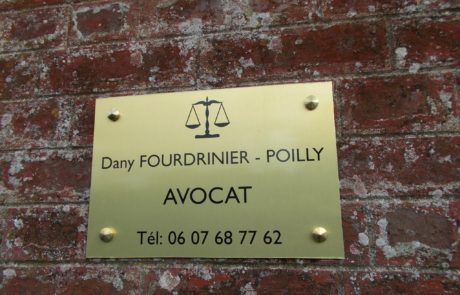 Dany FOURDRINIER - POILLY
AVOCAT
Tél: 06 07 68 77 62